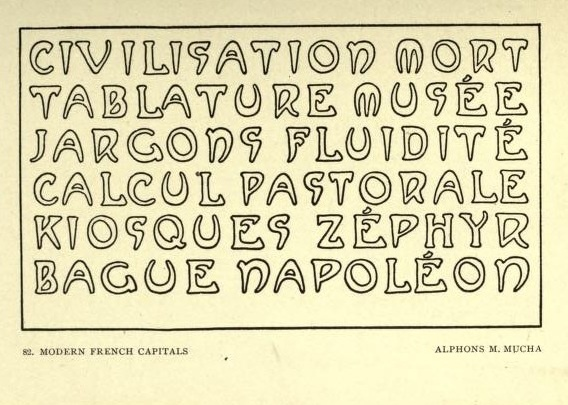 CIVILISATION MORT
TABLATURE MUSÉE
JARGONS FLUIDITÉ
CALCUL PASTORALE
KIOSQUES ZÉPHYR
BAGUE NAPOLÉON
82. MODERN FRENCH CAPITALS
ALPHONS M. MUCHA